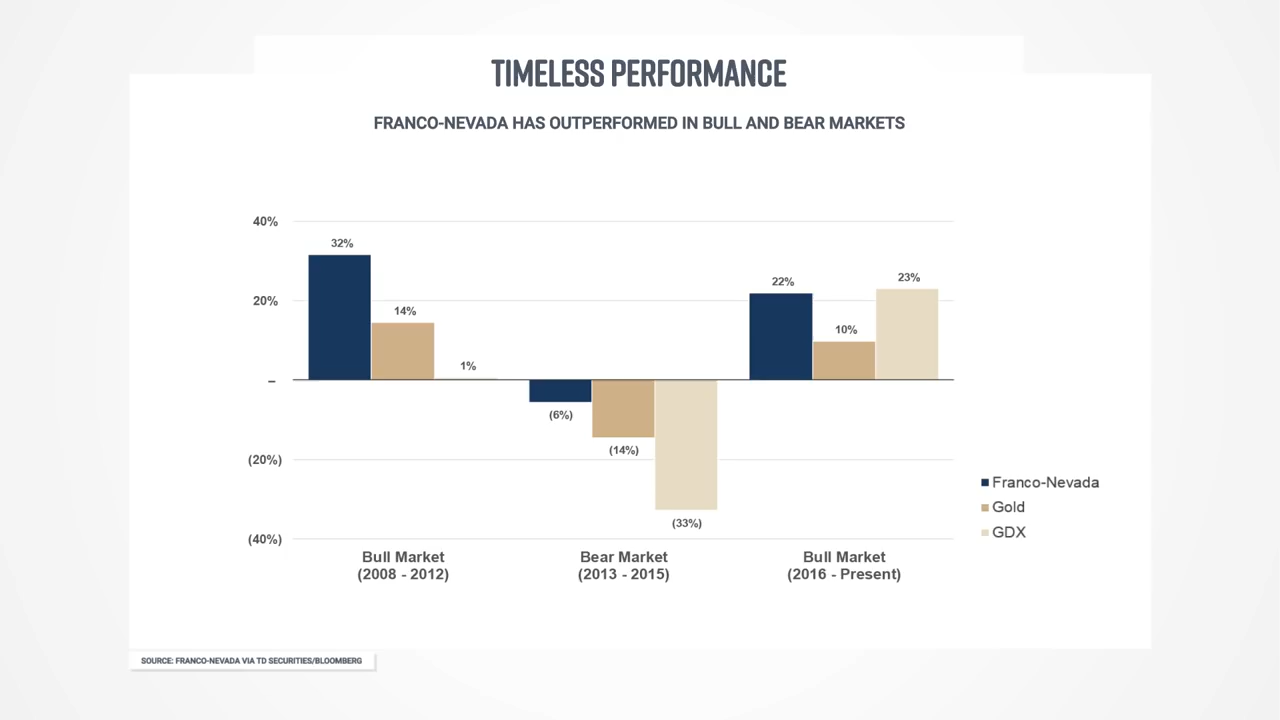 TIMELESS PERFORMANCE
FRANCO-NEVADA HAS OUTPERFORMED IN BULL AND BEAR MARKETS
40%
20%
–
(20%)
(40%)
32%
14%
1%
(6%)
(14%)
(33%)
22%
10%
23%
Bull Market
(2008 - 2012)
Bear Market
(2013 - 2015)
Bull Market
(2016 - Present)
Franco-Nevada
Gold
GDX
SOURCE: FRANCO-NEVADA VIA TD SECURITIES/BLOOMBERG